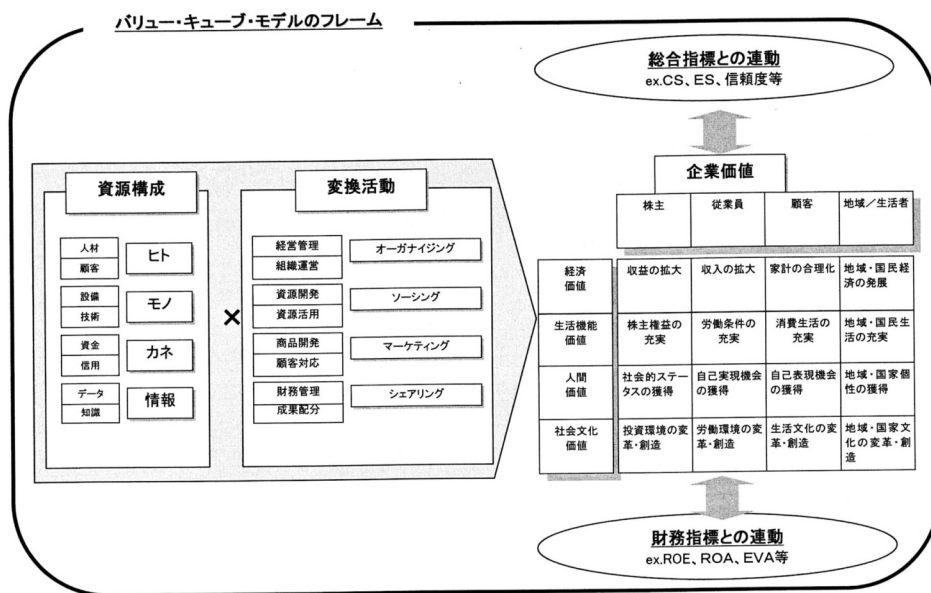 バリュー・キューブ・モデルのフレーム
総合指標との連動
ex.CS、ES、信頼度等
企業価値
株主
従業員
顧客
地域／生活者
資源構成
人材
顧客
ヒト
設備
技術
モノ
資金
信用
カネ
データ
知識
情報
×
変換活動
経営管理
組織運営
オーガナイジング
資源開発
資源活用
ソーシング
商品開発
顧客対応
マーケティング
財務管理
成果配分
シェアリング
経済
価値
収益の拡大
収入の拡大
家計の合理化
地域・国民経
済の発展
生活機能
価値
株主権益の
充実
労働条件の
充実
消費生活の
充実
地域・国民生
活の充実
人間
価値
社会的ステー
タスの獲得
自己実現機会
の獲得
自己表現機会
の獲得
地域・国家個
性の獲得
社会文化
価値
投資環境の変
革・創造
労働環境の変
革・創造
生活文化の変
革・創造
地域・国家文
化の変革・創
造
財務指標との連動
ex.ROE、ROA、EVA等